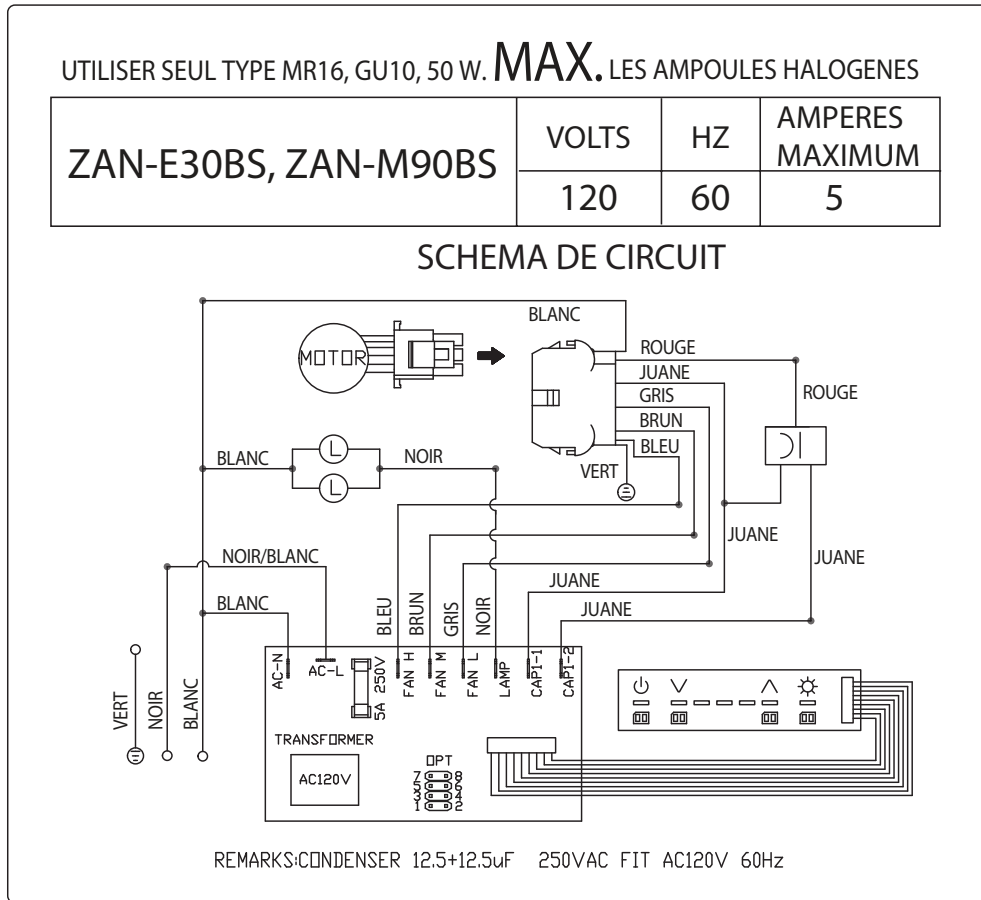 UTILISER SEUL TYPE MR16, GU10, 50 W. MAX. LES AMPOULES HALOGENES
ZAN-E30BS, ZAN-M90BS
VOLTS
HZ
AMPERES
MAXIMUM
120
60
5
SCHEMA DE CIRCUIT
BLANC
MOTOR
ROUGE
JUANE
GRIS
BRUN
BLEU
ROUGE
VERT
BLANC
L
L
NOIR
JUANE
JUANE
NOIR/BLANC
BLANC
BLEU
BRUN
GRIS
NOIR
JUANE
JUANE
VERT
NOIR
BLANC
AC-N
AC-L
5A 250V
FAN H
FAN M
FAN L
LAMP
CAP1-1
CAP1-2
TRANSFORMER
AC120V
OPT
7 8
5 6
3 4
1 2
REMARKS:CONDENSER 12.5+12.5uF 250VAC FIT AC120V 60Hz